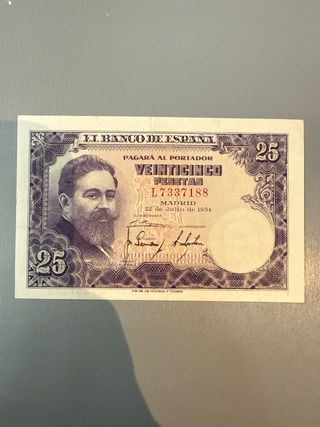 EL BANCO DE ESPAÑA
PAGARÁ AL PORTADOR
25
VEINTICINCO
PESETAS
L7337188
MADRID
22 de Julio de 1954
25